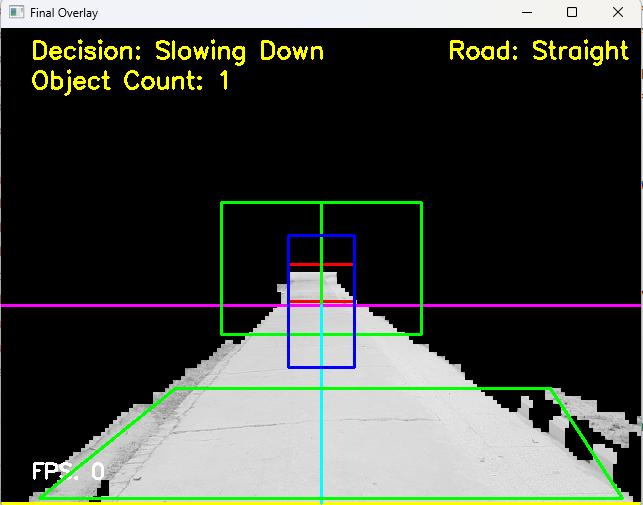 Final Overlay
Decision: Slowing Down
Road: Straight
Object Count: 1
FPS: 0